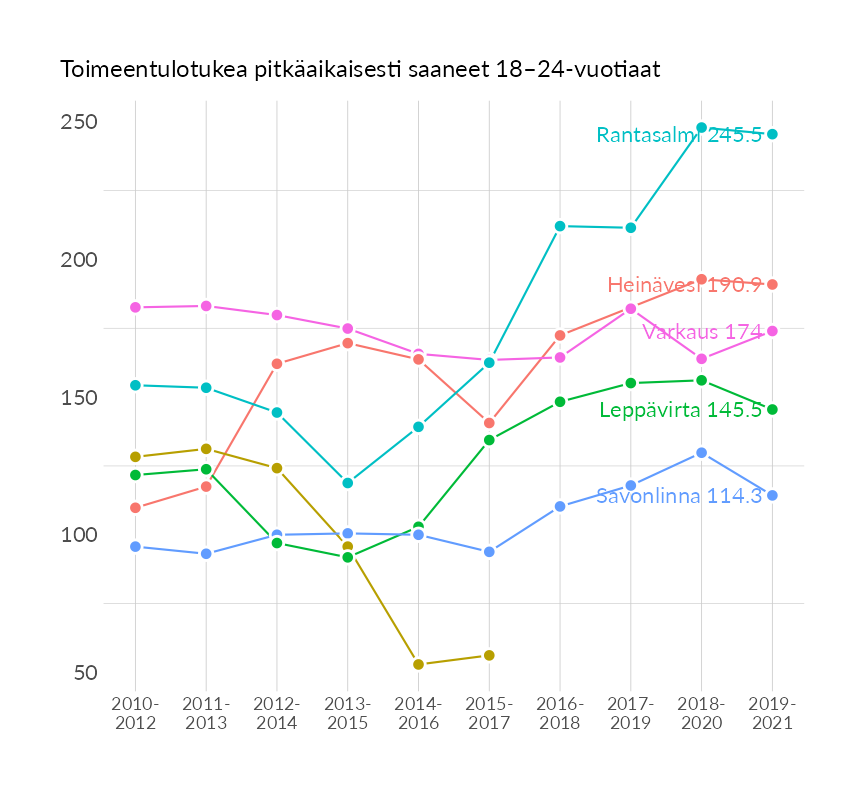 Toimeentulotukea pitkäaikaisesti saaneet 18–24-vuotiaat
250
Rantasalmi 245.5
200
Heinävesi 190.9
Varkaus 174
150
Leppävirta 145.5
100
Savonlinna 114.3
50
2010- 2011- 2012- 2013- 2014- 2015- 2016- 2017- 2018- 2019-
2012 2013 2014 2015 2016 2017 2018 2019 2020 2021